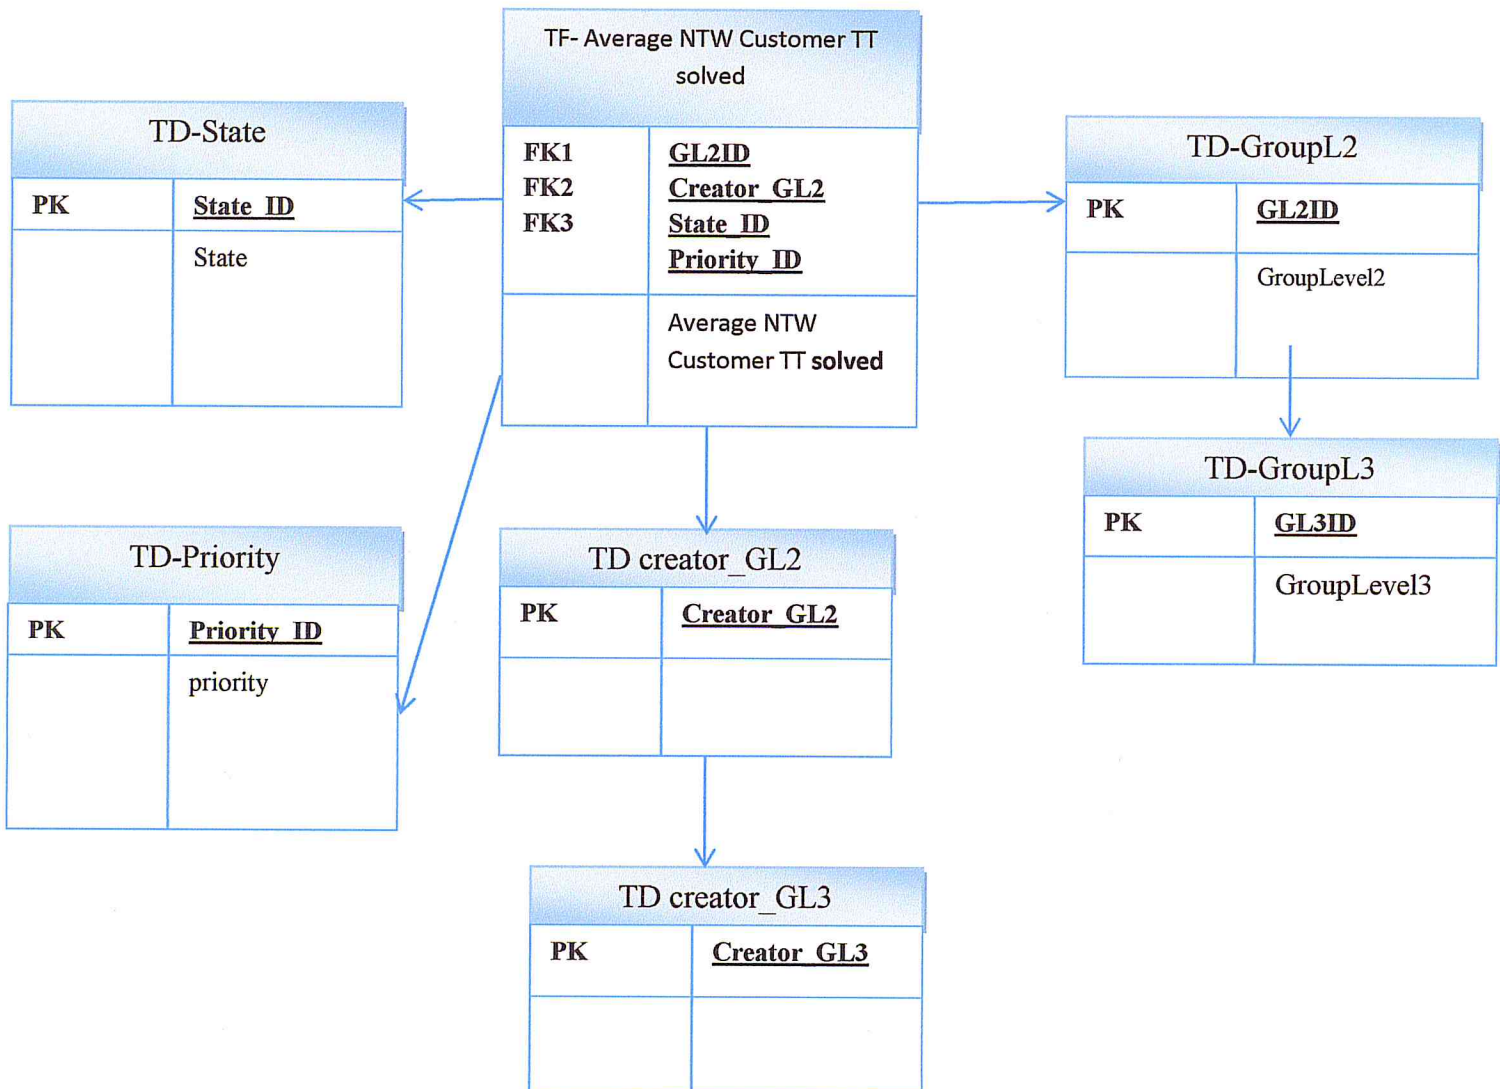 TF- Average NTW Customer TT
solved
FK1 GL2ID
FK2 Creator_GL2
FK3 State_ID
Priority_ID
Average NTW
Customer TT solved
TD-State
PK State_ID
State
TD-GroupL2
PK GL2ID
GroupLevel2
TD-GroupL3
PK GL3ID
GroupLevel3
TD-Priority
PK Priority_ID
priority
TD creator_GL2
PK Creator_GL2
TD creator_GL3
PK Creator_GL3